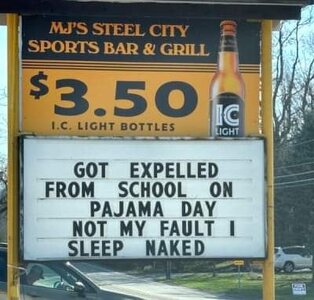 MJ'S STEEL CITY
SPORTS BAR & GRILL
$3.50
I.C. LIGHT BOTTLES
IC
LIGHT
GOT EXPELLED
FROM SCHOOL ON
PAJAMA DAY
NOT MY FAULT I
SLEEP NAKED